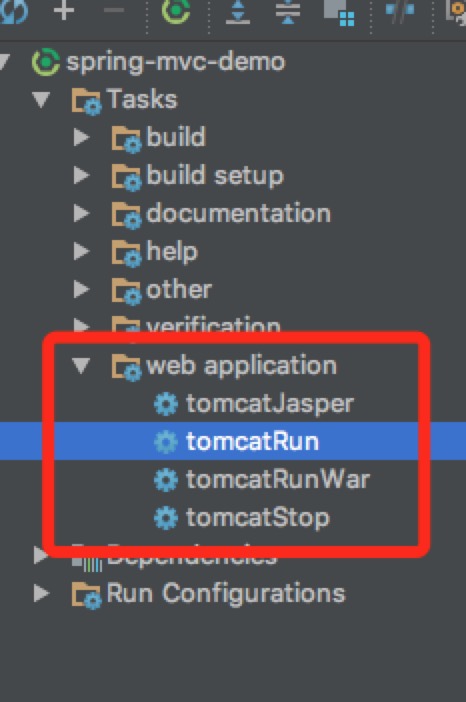 spring-mvc-demo
Tasks
build
build setup
documentation
help
other
verification
web application
tomcatJasper
tomcatRun
tomcatRunWar
tomcatStop
Dependencies
Run Configurations